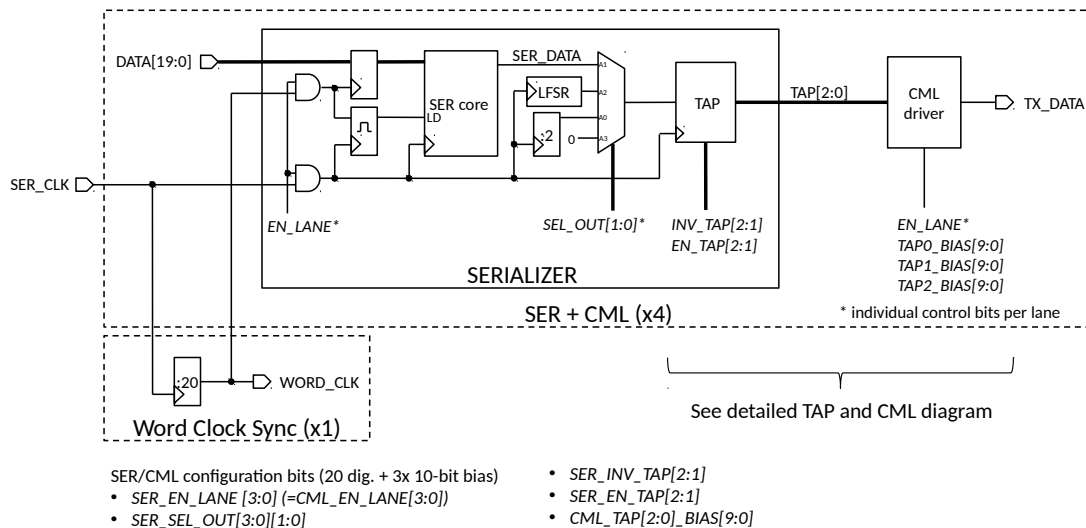 DATA[19:0]
SER_DATA
A1
SER core
LD
LFSR
A2
A0
:2
0
A3
TAP
TAP[2:0]
CML
driver
TX_DATA
SER_CLK
EN_LANE*
SEL_OUT[1:0]*
INV_TAP[2:1]
EN_TAP[2:1]
EN_LANE*
TAP0_BIAS[9:0]
TAP1_BIAS[9:0]
TAP2_BIAS[9:0]
SERIALIZER
SER + CML (x4)
* individual control bits per lane
:20
WORD_CLK
Word Clock Sync (x1)
See detailed TAP and CML diagram
SER/CML configuration bits (20 dig. + 3x 10-bit bias)
• SER_EN_LANE [3:0] (=CML_EN_LANE[3:0])
• SER_SEL_OUT[3:0][1:0]
• SER_INV_TAP[2:1]
• SER_EN_TAP[2:1]
• CML_TAP[2:0]_BIAS[9:0]